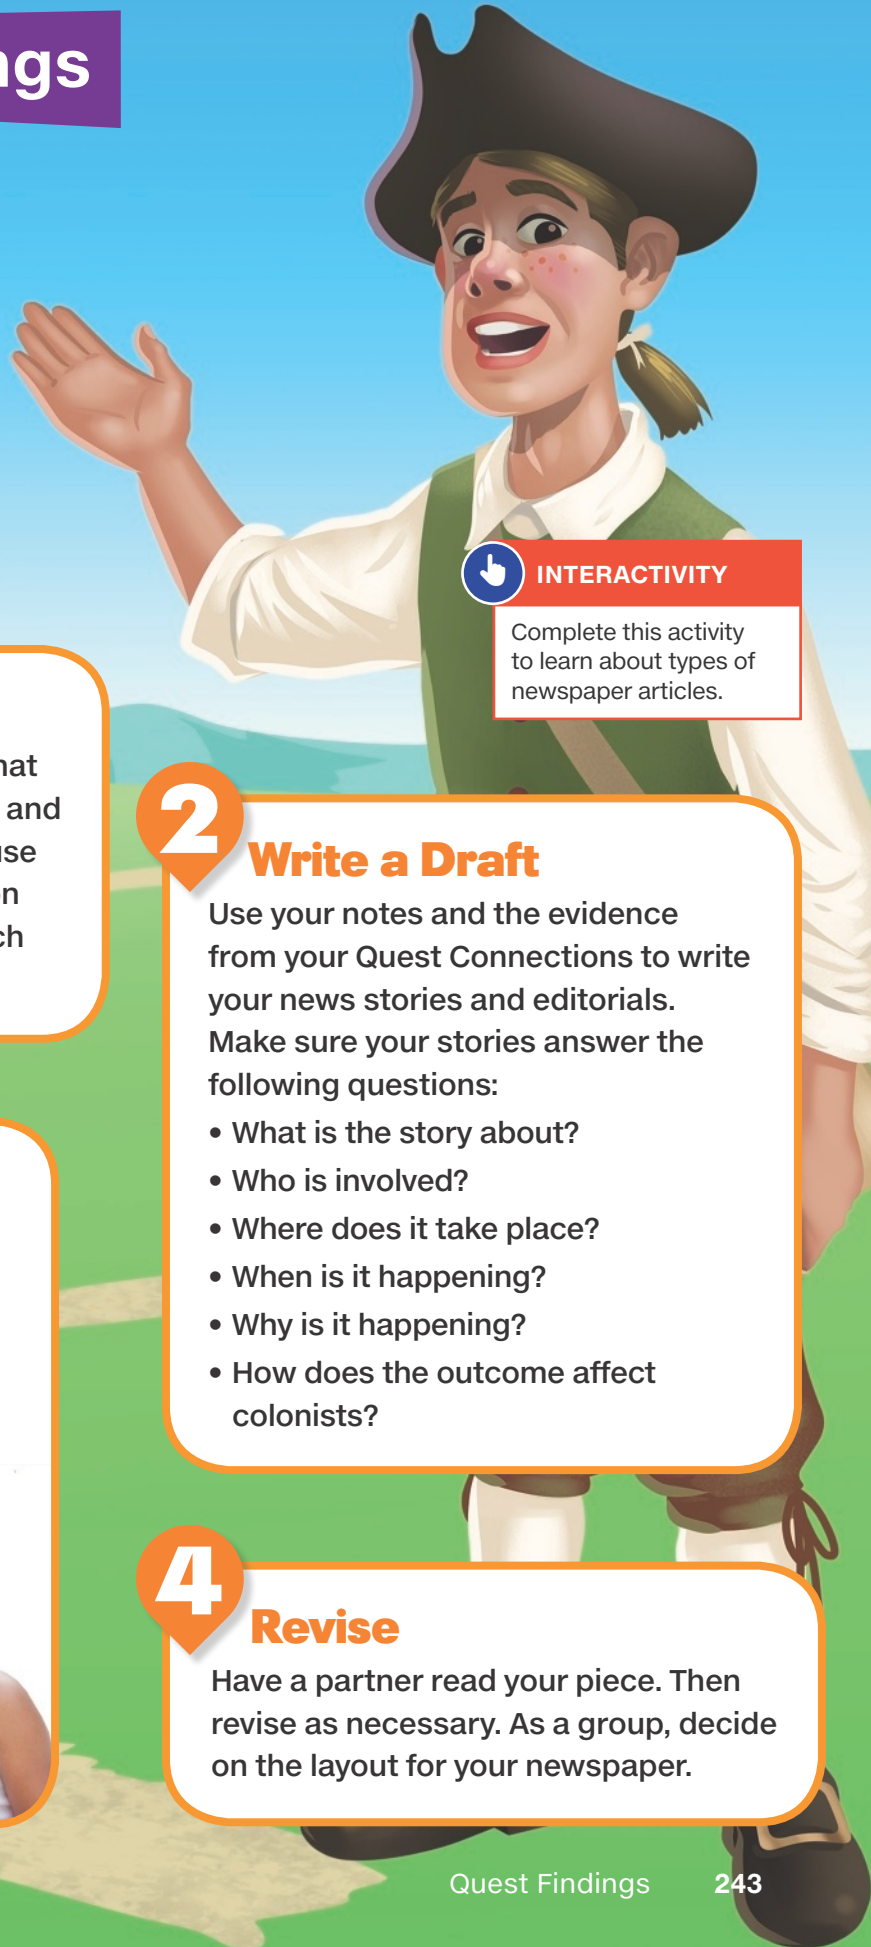 ngs
INTERACTIVITY
Complete this activity
to learn about types of
newspaper articles.
hat
and
use
on
ch
2
Write a Draft
Use your notes and the evidence
from your Quest Connections to write
your news stories and editorials.
Make sure your stories answer the
following questions:
• What is the story about?
• Who is involved?
• Where does it take place?
• When is it happening?
• Why is it happening?
• How does the outcome affect
colonists?
4
Revise
Have a partner read your piece. Then
revise as necessary. As a group, decide
on the layout for your newspaper.
Quest Findings 243